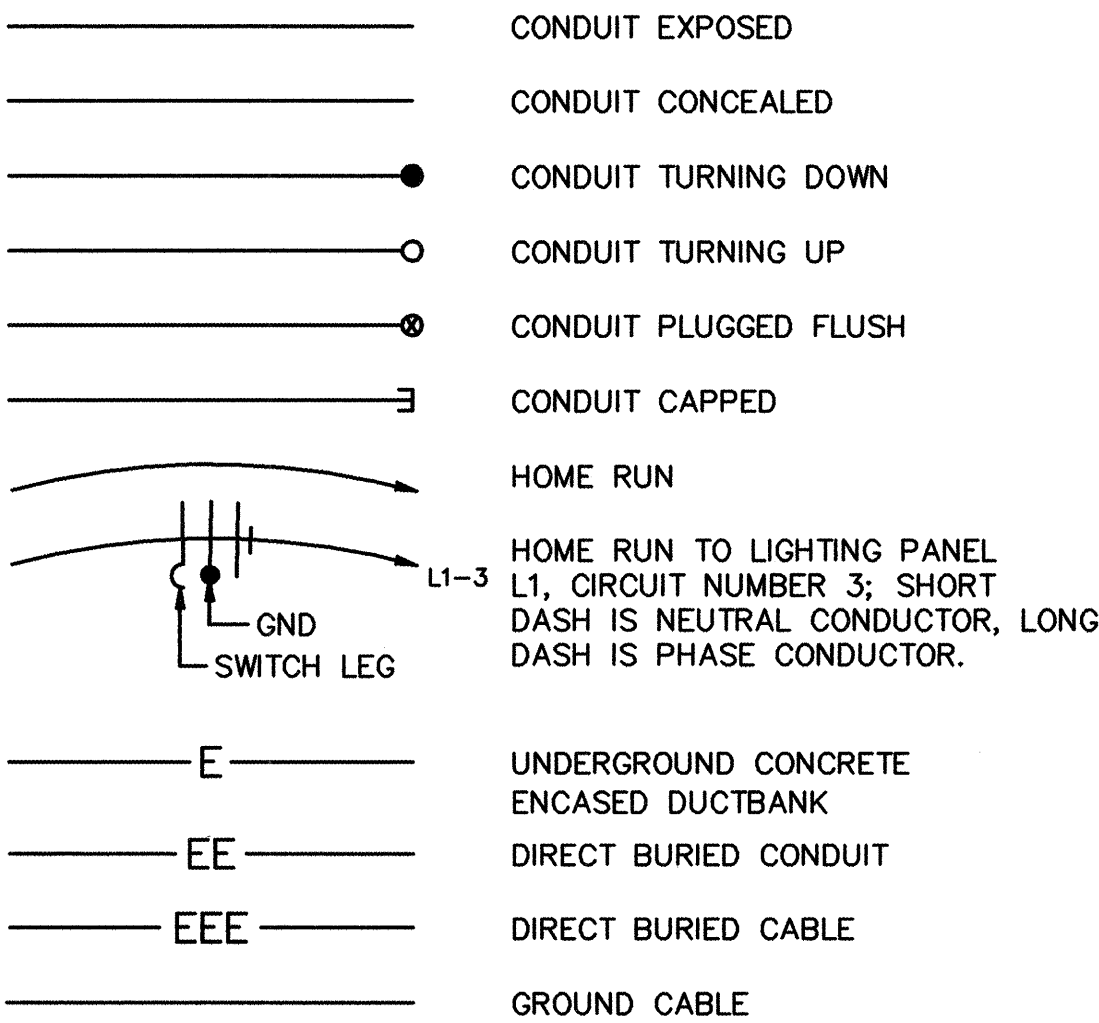 CONDUIT EXPOSED
CONDUIT CONCEALED
CONDUIT TURNING DOWN
CONDUIT TURNING UP
CONDUIT PLUGGED FLUSH
CONDUIT CAPPED
HOME RUN
L1-3
GND
SWITCH LEG
HOME RUN TO LIGHTING PANEL
L1, CIRCUIT NUMBER 3; SHORT
DASH IS NEUTRAL CONDUCTOR, LONG
DASH IS PHASE CONDUCTOR.
E
UNDERGROUND CONCRETE
ENCASED DUCTBANK
EE
DIRECT BURIED CONDUIT
EEE
DIRECT BURIED CABLE
GROUND CABLE